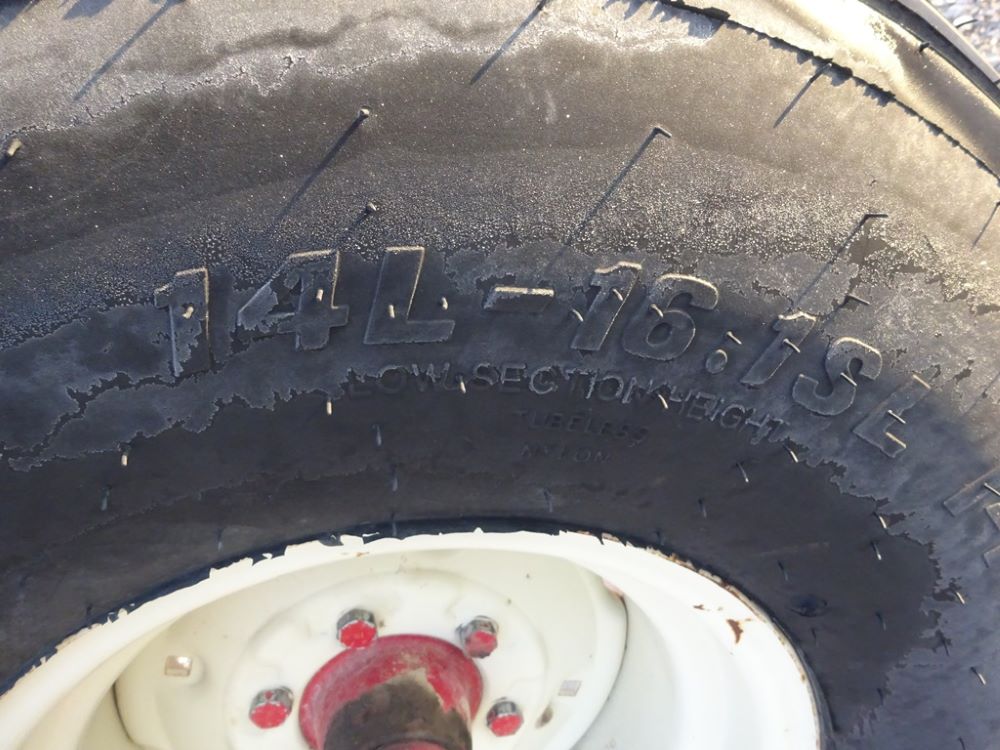 14L-16.1SL
LOW SECTION HEIGHT
TUBELESS
NYLON